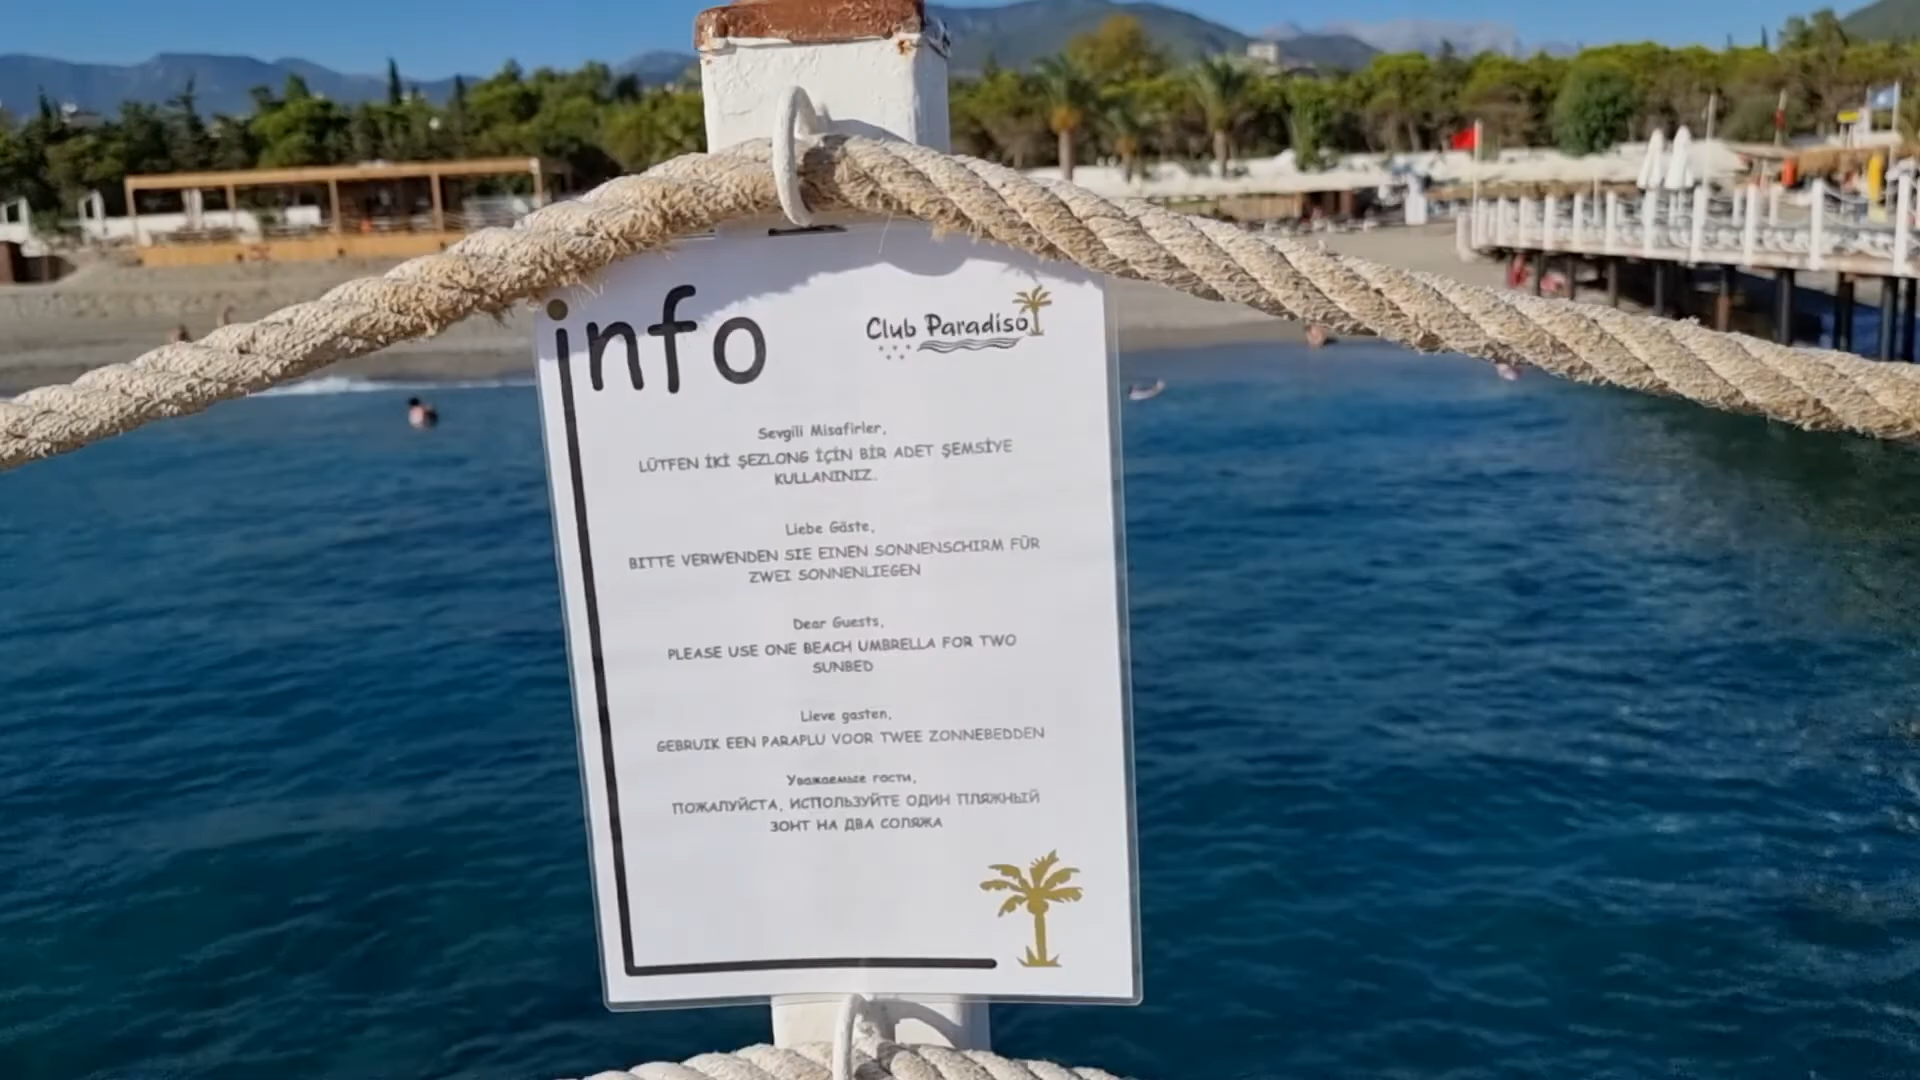 info
Club Paradiso
Sevgili Misafirler,
LÜTFEN İKİ ŞEZLONG İÇİN BİR ADET ŞEMSİYE
KULLANINIZ.
Liebe Gäste,
BITTE VERWENDEN SIE EINEN SONNENSCHIRM FÜR
ZWEI SONNENLIEGEN
Dear Guests,
PLEASE USE ONE BEACH UMBRELLA FOR TWO
SUNBED
Lieve gasten,
GEBRUIK EEN PARAPLU VOOR TWEE ZONNEBEDDEN
Уважаемые гости,
ПОЖАЛУЙСТА, ИСПОЛЬЗУЙТЕ ОДИН ПЛЯЖНЫЙ
ЗОНТ НА ДВА СОЛЯЖА